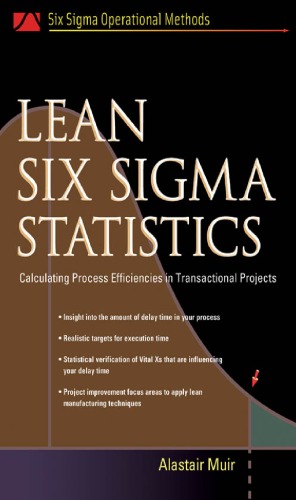 Six Sigma Operational Methods
LEAN
SIX SIGMA
STATISTICS
Calculating Process Efficiencies in Transactional Projects
• Insight into the amount of delay time in your process
• Realistic targets for execution time
• Statistical verification of Vital Xs that are influencing
your delay time
• Project improvement focus areas to apply lean
manufacturing techniques
Alastair Muir